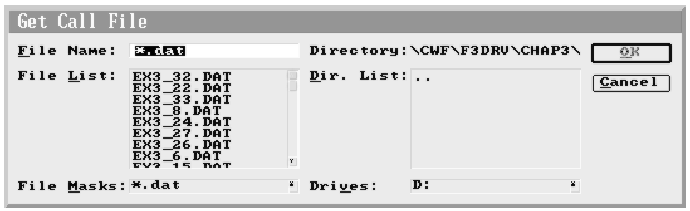 Get Call File
File Name: *.dat Directory:\CWF\F3DRV\CHAP3\ OK
File List: Dir. List: .. Cancel
EX3_32.DAT
EX3_22.DAT
EX3_33.DAT
EX3_8.DAT
EX3_24.DAT
EX3_27.DAT
EX3_26.DAT
EX3_6.DAT
EX3_15.DAT
File Masks: *.dat Drives: D: